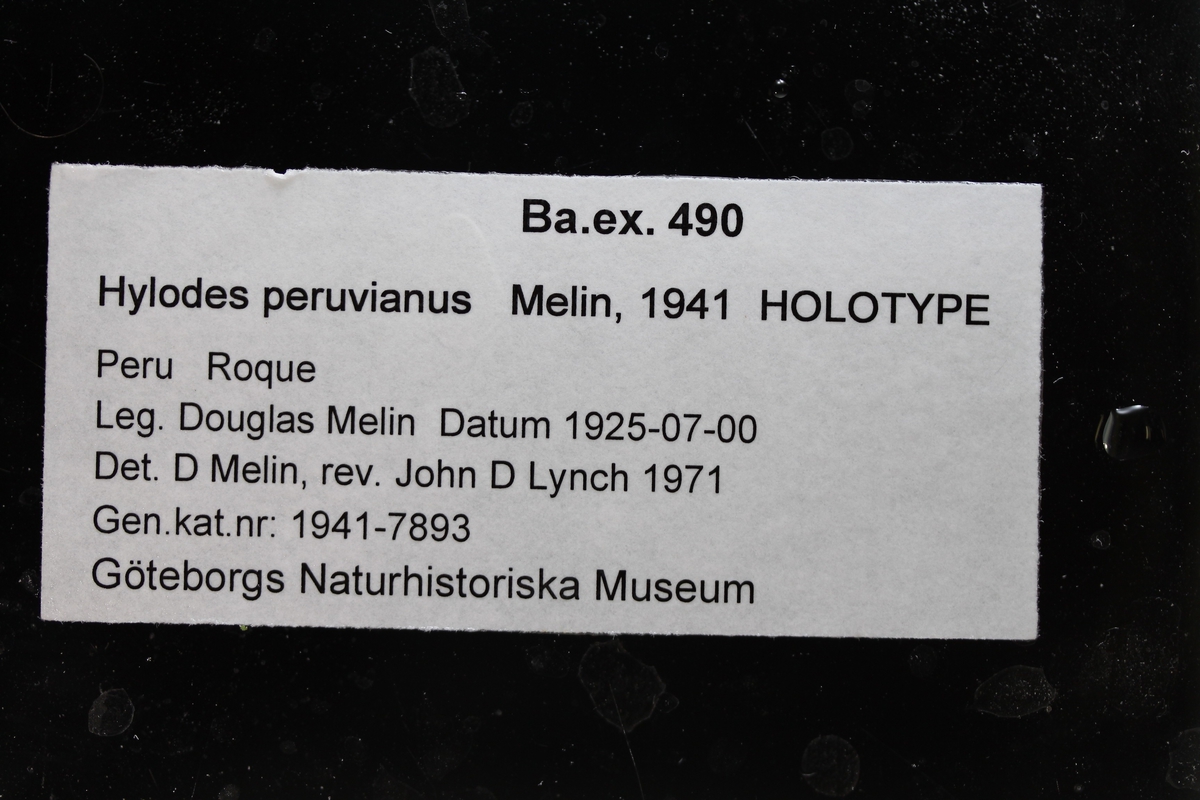 Ba.ex. 490
Hylodes peruvianus Melin, 1941 HOLOTYPE
Peru Roque
Leg. Douglas Melin Datum 1925-07-00
Det. D Melin, rev. John D Lynch 1971
Gen.kat.nr: 1941-7893
Göteborgs Naturhistoriska Museum